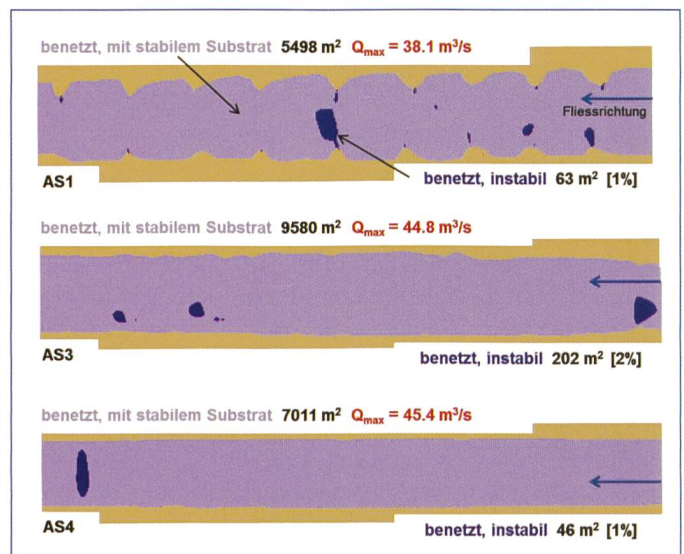 benetzt, mit stabilem Substrat 5498 m² Qmax = 38.1 m³/s
Fliessrichtung
AS1
benetzt, instabil 63 m² [1%]
benetzt, mit stabilem Substrat 9580 m² Qmax = 44.8 m³/s
AS3
benetzt, instabil 202 m² [2%]
benetzt, mit stabilem Substrat 7011 m² Qmax = 45.4 m³/s
AS4
benetzt, instabil 46 m² [1%]